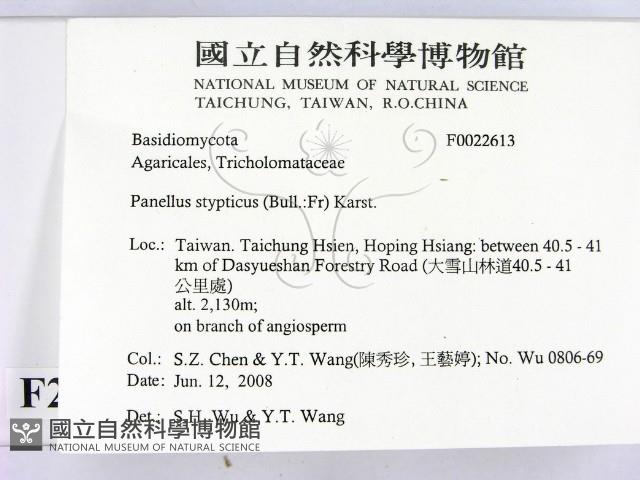 國立自然科學博物館
NATIONAL MUSEUM OF NATURAL SCIENCE
TAICHUNG, TAIWAN, R.O.CHINA
Basidiomycota F0022613
Agaricales, Tricholomataceae
Panellus stypticus (Bull.:Fr) Karst.
Loc.: Taiwan. Taichung Hsien, Hoping Hsiang: between 40.5 - 41
km of Dasyueshan Forestry Road (大雪山林道40.5 - 41
公里處)
alt. 2,130m;
on branch of angiosperm
Col.: S.Z. Chen & Y.T. Wang(陳秀珍, 王藝婷); No. Wu 0806-69
Date: Jun. 12, 2008
Det.: S.H. Wu & Y.T. Wang
F2
國立自然科學博物館
NATIONAL MUSEUM OF NATURAL SCIENCE